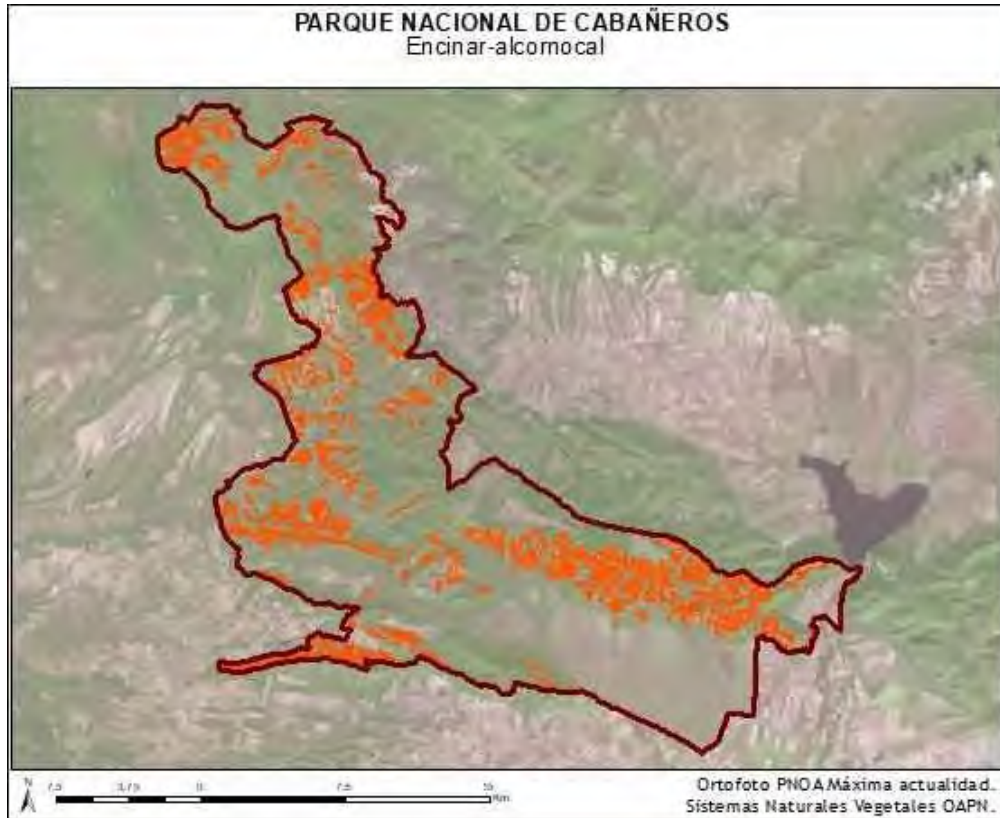 PARQUE NACIONAL DE CABAÑEROS
Encinar-alcornocal
N
7,5 3,75 0 7,5 15
Km
Ortofoto PNOA Máxima actualidad.
Sistemas Naturales Vegetales OAPN.